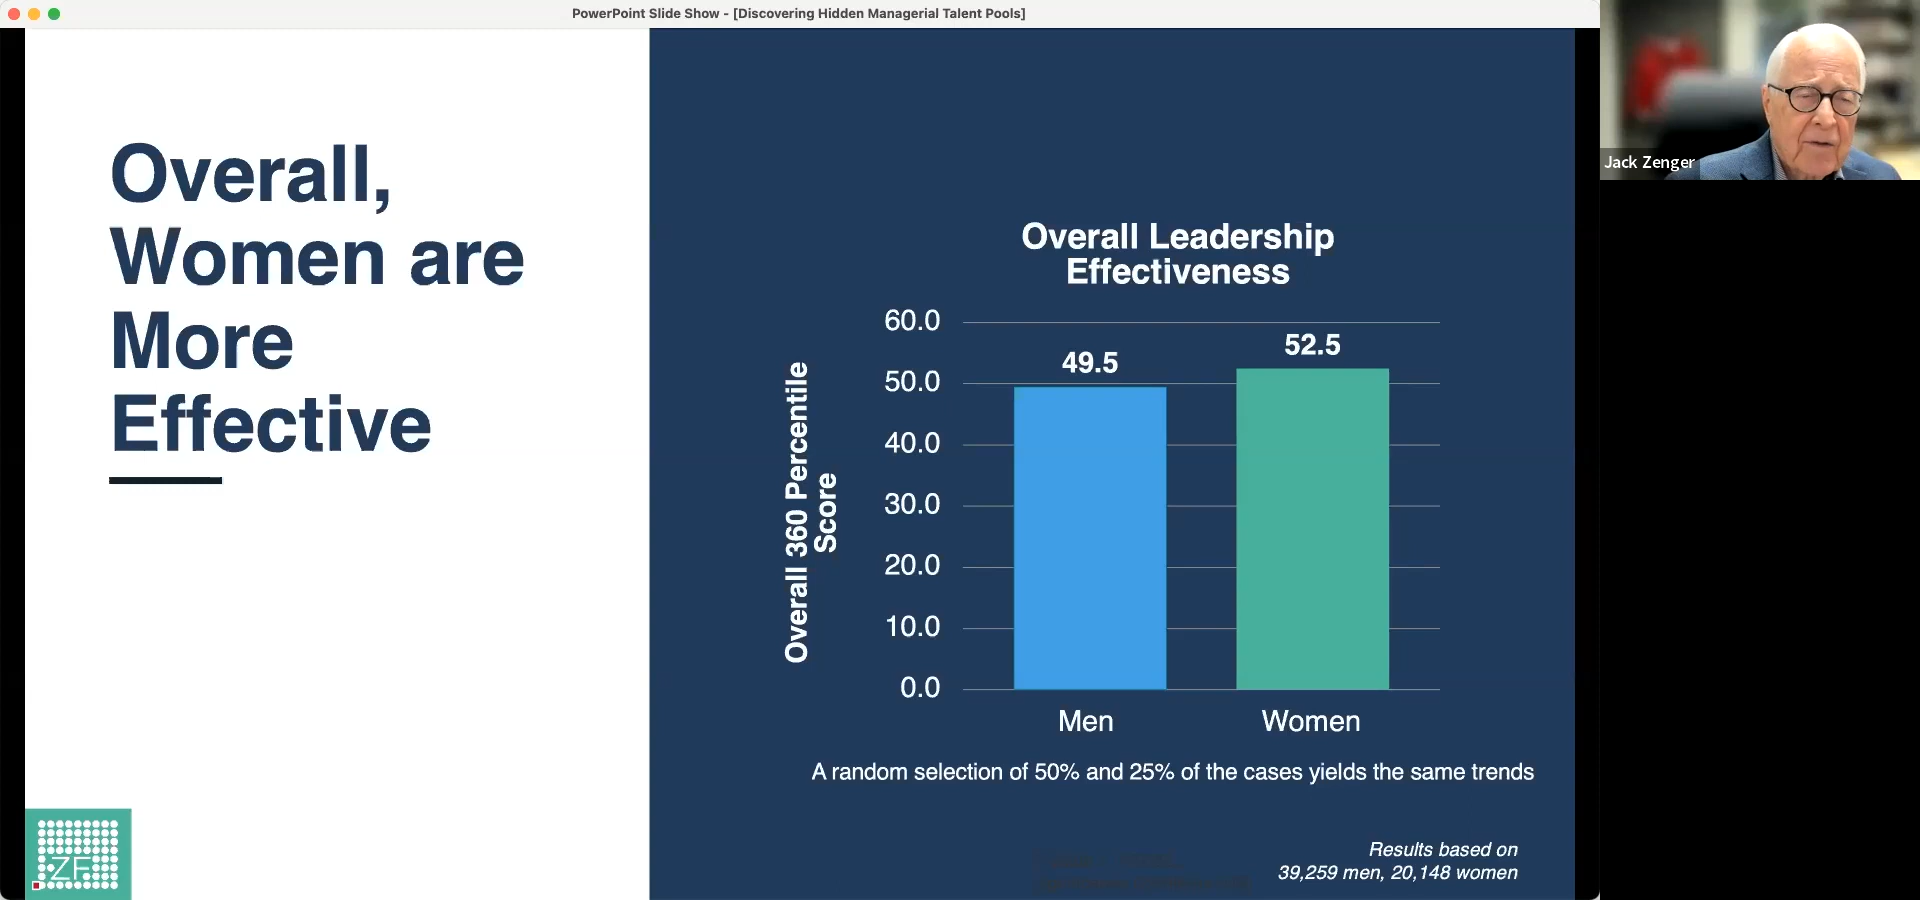 PowerPoint Slide Show - [Discovering Hidden Managerial Talent Pools]
Overall,
Women are
More
Effective
Overall Leadership
Effectiveness
Overall 360 Percentile
Score
60.0
50.0
40.0
30.0
20.0
10.0
0.0
49.5
52.5
Men
Women
A random selection of 50% and 25% of the cases yields the same trends
Results based on
39,259 men, 20,148 women
ZF
Jack Zenger